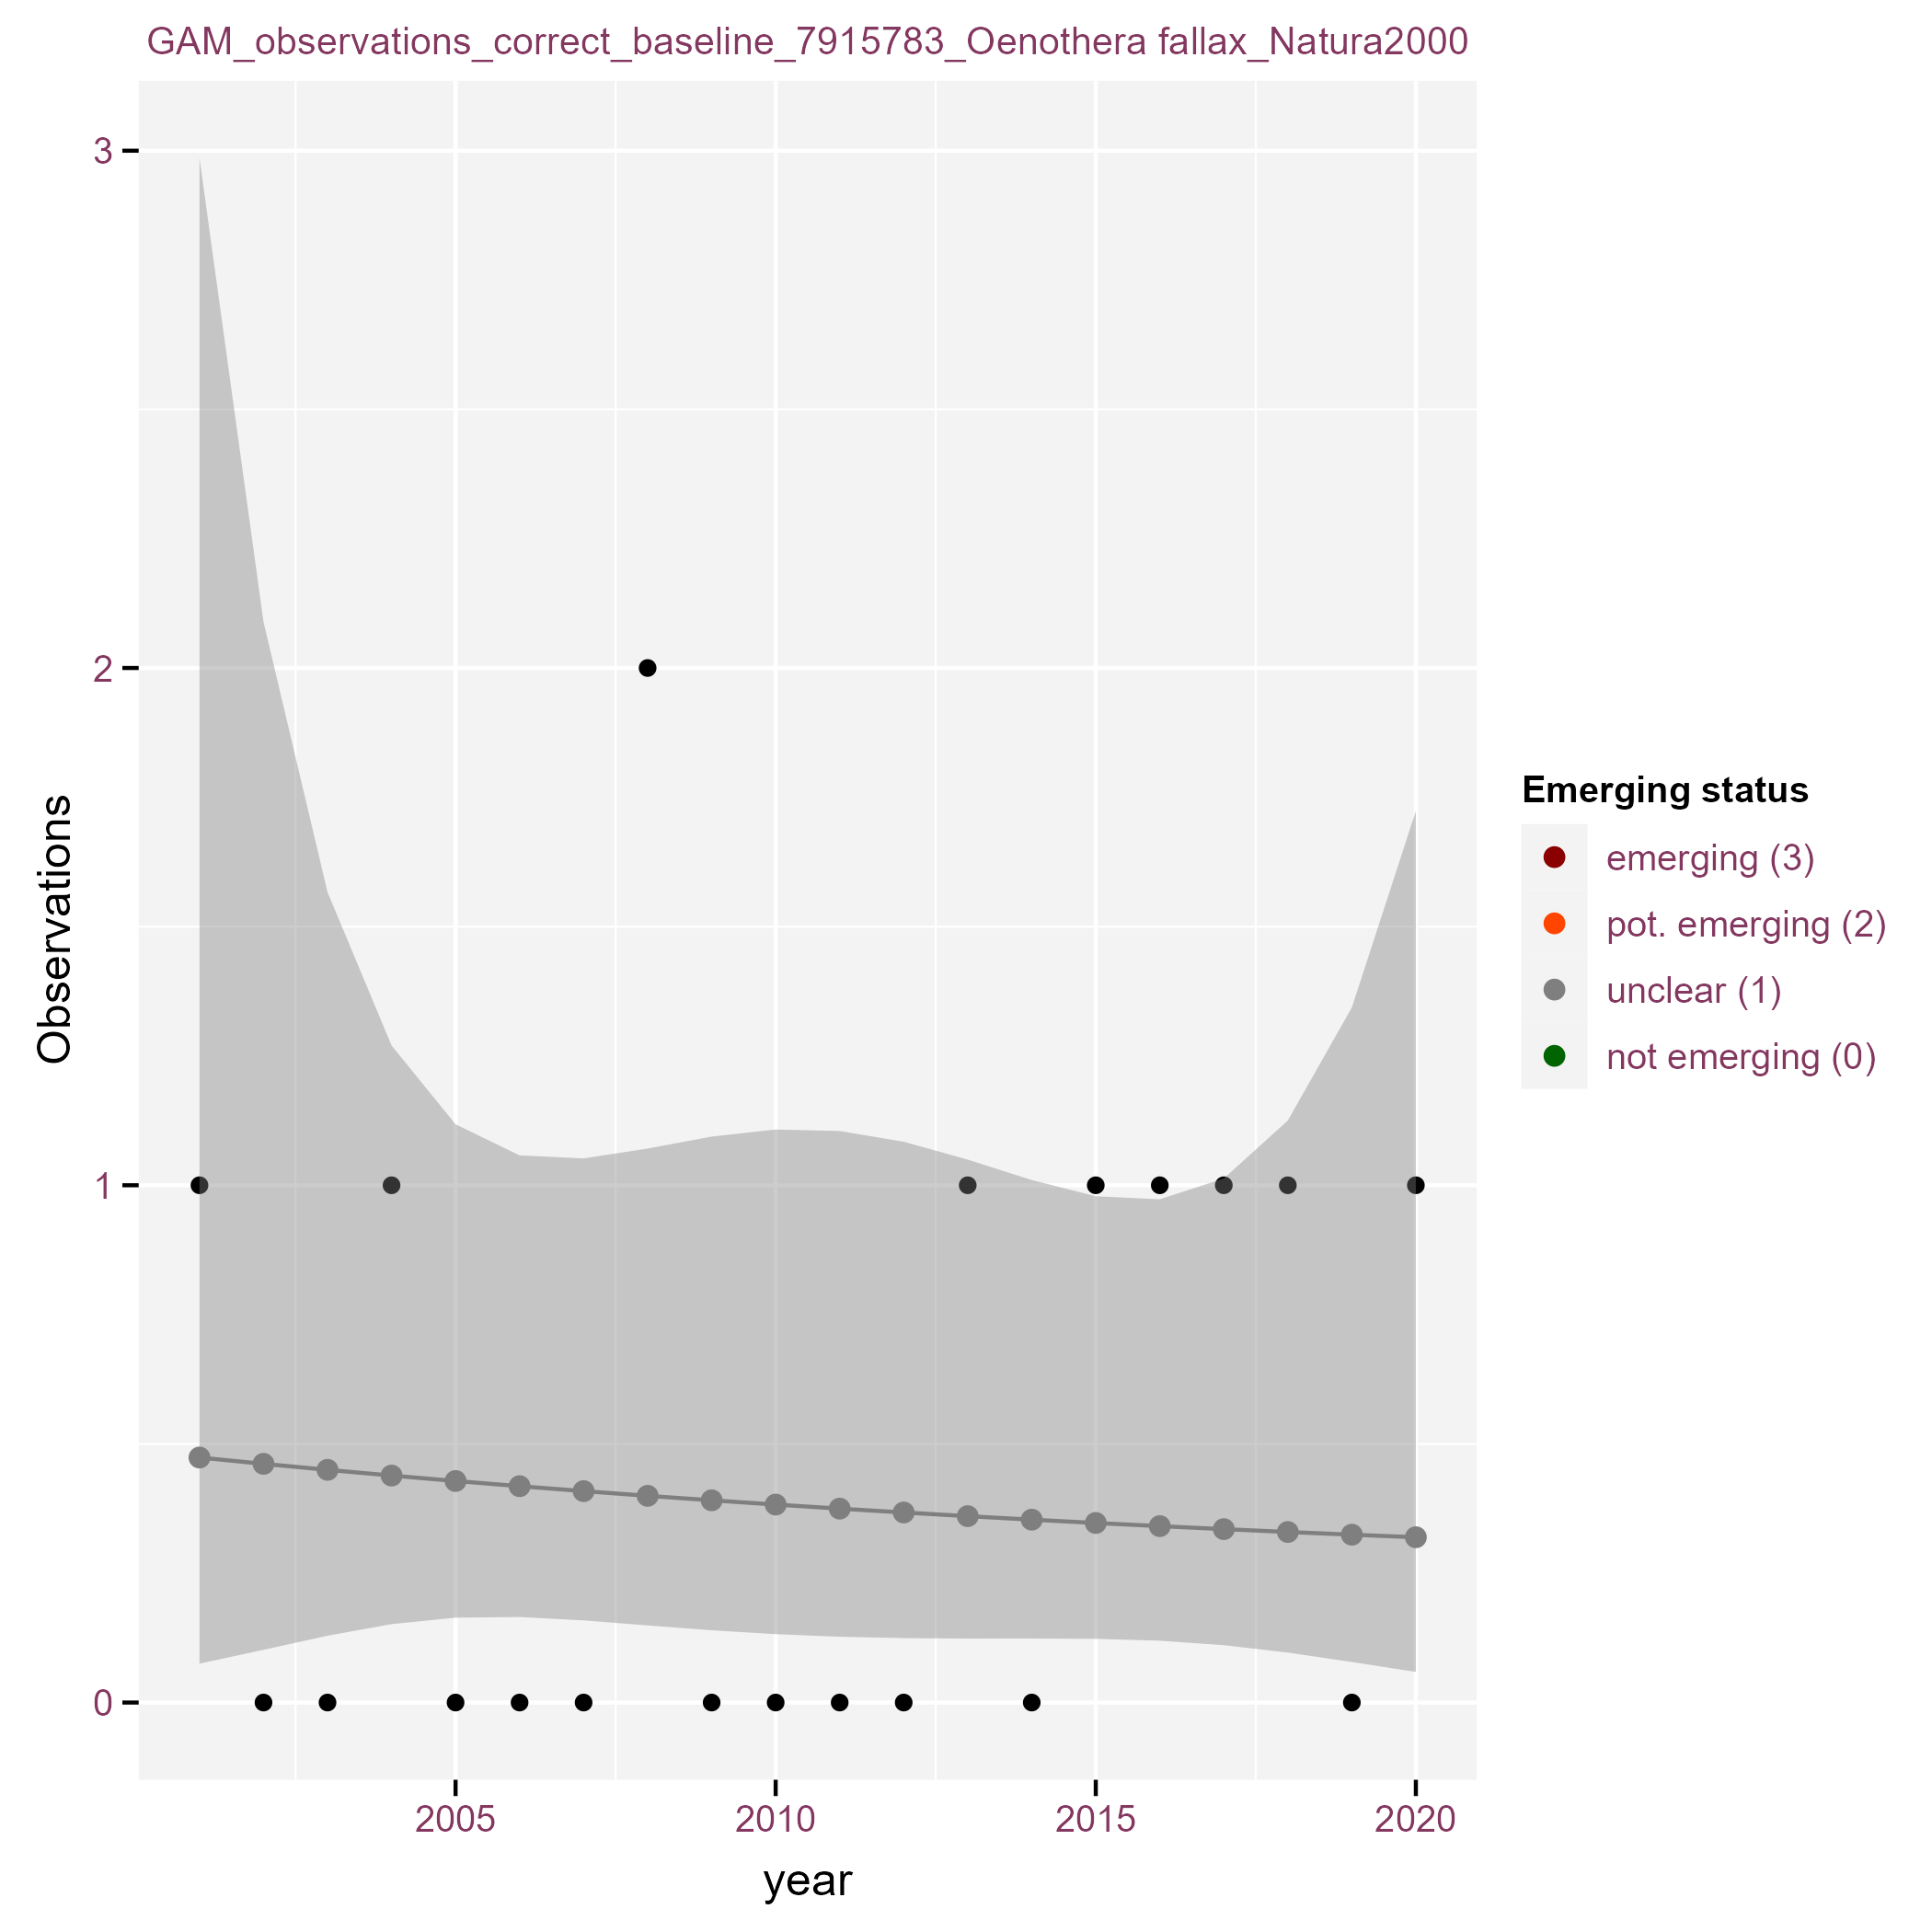 GAM_observations_correct_baseline_7915783_Oenothera fallax_Natura2000
3
2
1
0
Observations
2005
2010
2015
2020
year
Emerging status
emerging (3)
pot. emerging (2)
unclear (1)
not emerging (0)